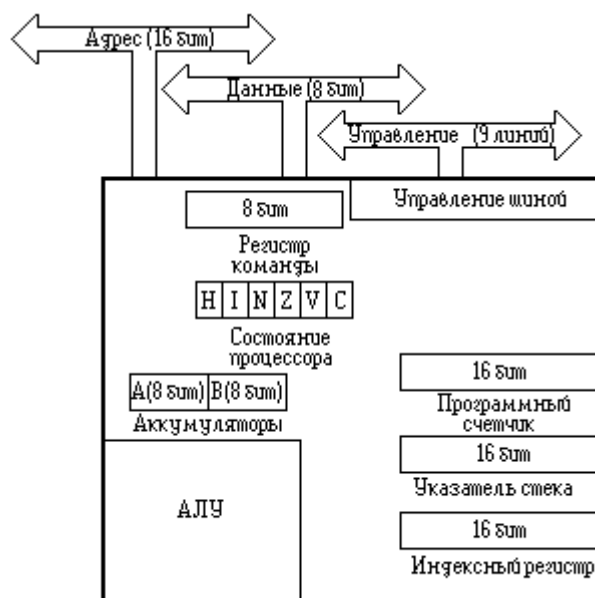 Адрес (16 бит)
Данные (8 бит)
Управление (9 линий)
8 бит
Управление шиной
Регистр
команды
H I N Z V C
Состояние
процессора
A(8 бит) B(8 бит)
Аккумуляторы
16 бит
Программный
счетчик
16 бит
Указатель стека
16 бит
Индексный регистр
АЛУ